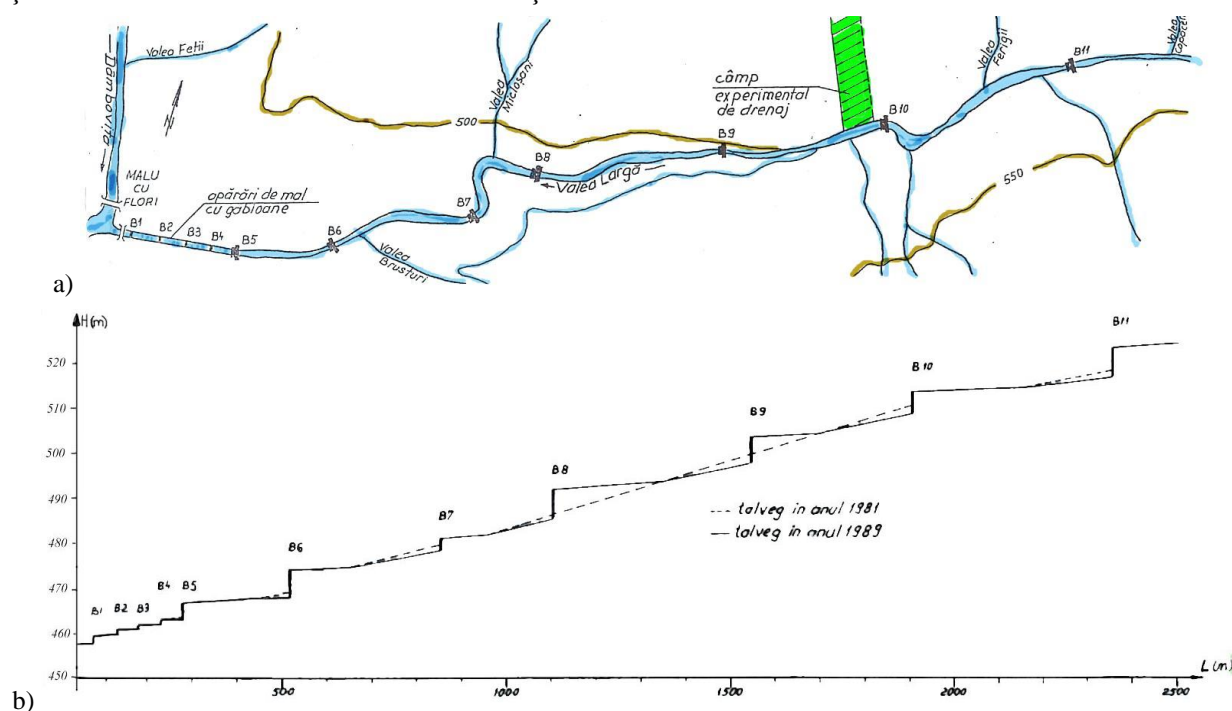 Valea Fetii
Dambovita
N
MALU
CU
FLORI
apărări de mal
cu gabioane
B1
B2
B3
B4
B5
B6
B7
B8
B9
B10
B11
500
Valea
Miclosani
Valea Largă
Valea
Brusturi
câmp
experimental
de drenaj
Valea
Ferigii
Valea
550
a)
H(m)
520
510
500
490
480
470
460
450
B1
B2
B3
B4
B5
B6
B7
B8
B9
B10
B11
--- talveg in anul 1981
— talveg in anul 1989
500
1000
1500
2000
2500
L(m)
b)